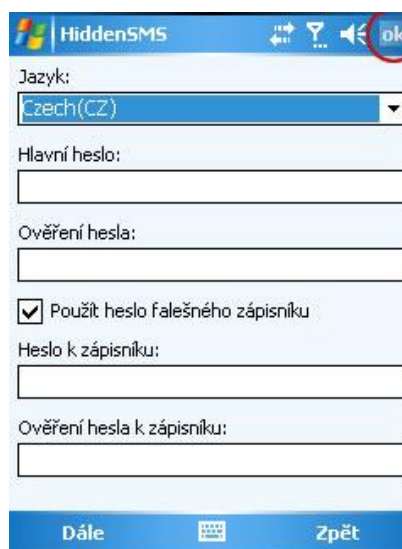 HiddenSMS
ok
Jazyk:
Czech(CZ)
Hlavní heslo:
Ověření hesla:
Použít heslo falešného zápisníku
Heslo k zápisníku:
Ověření hesla k zápisníku:
Dále
Zpět